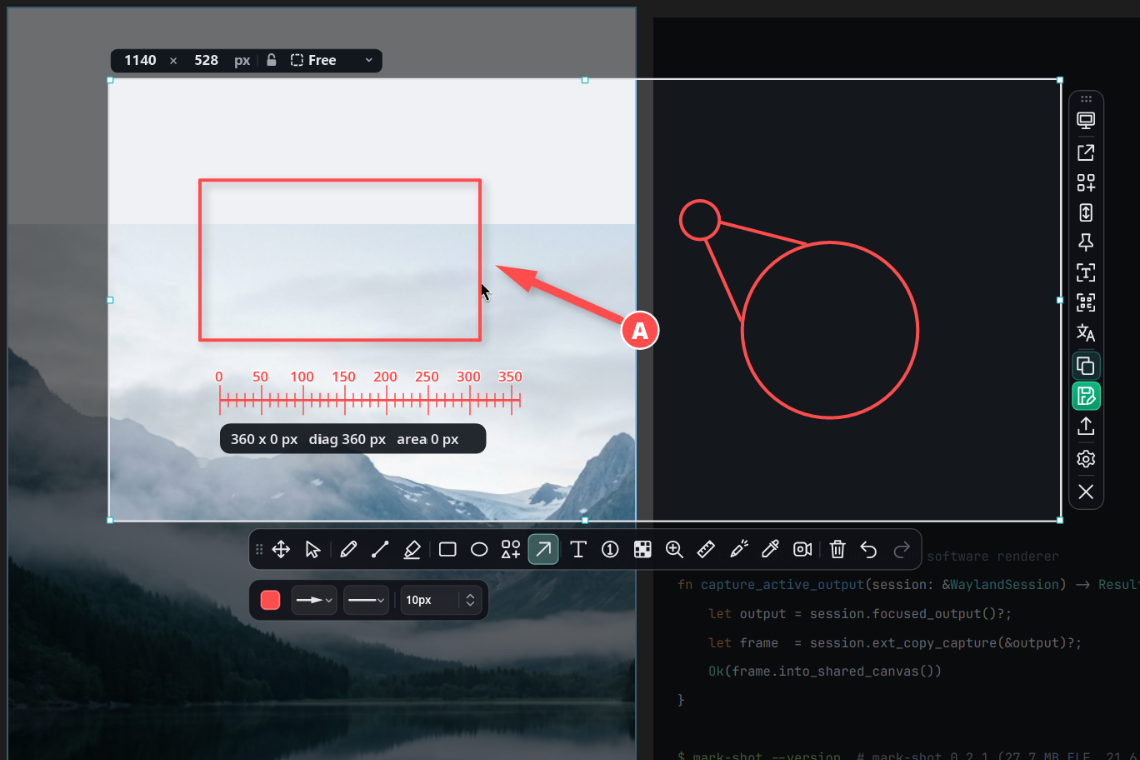 1140 × 528 px Free
A
0 50 100 150 200 250 300 350
360 x 0 px diag 360 px area 0 px
T
1
software renderer
10px
fn capture_active_output(session: &WaylandSession) → Resul
let output = session.focused_output()?;
let frame = session.ext_copy_capture(&output)?;
Ok(frame.into_shared_canvas())
}
$ mark-shot --version # mark-shot 0.2.1 (27.7 MB ELF, 21.6